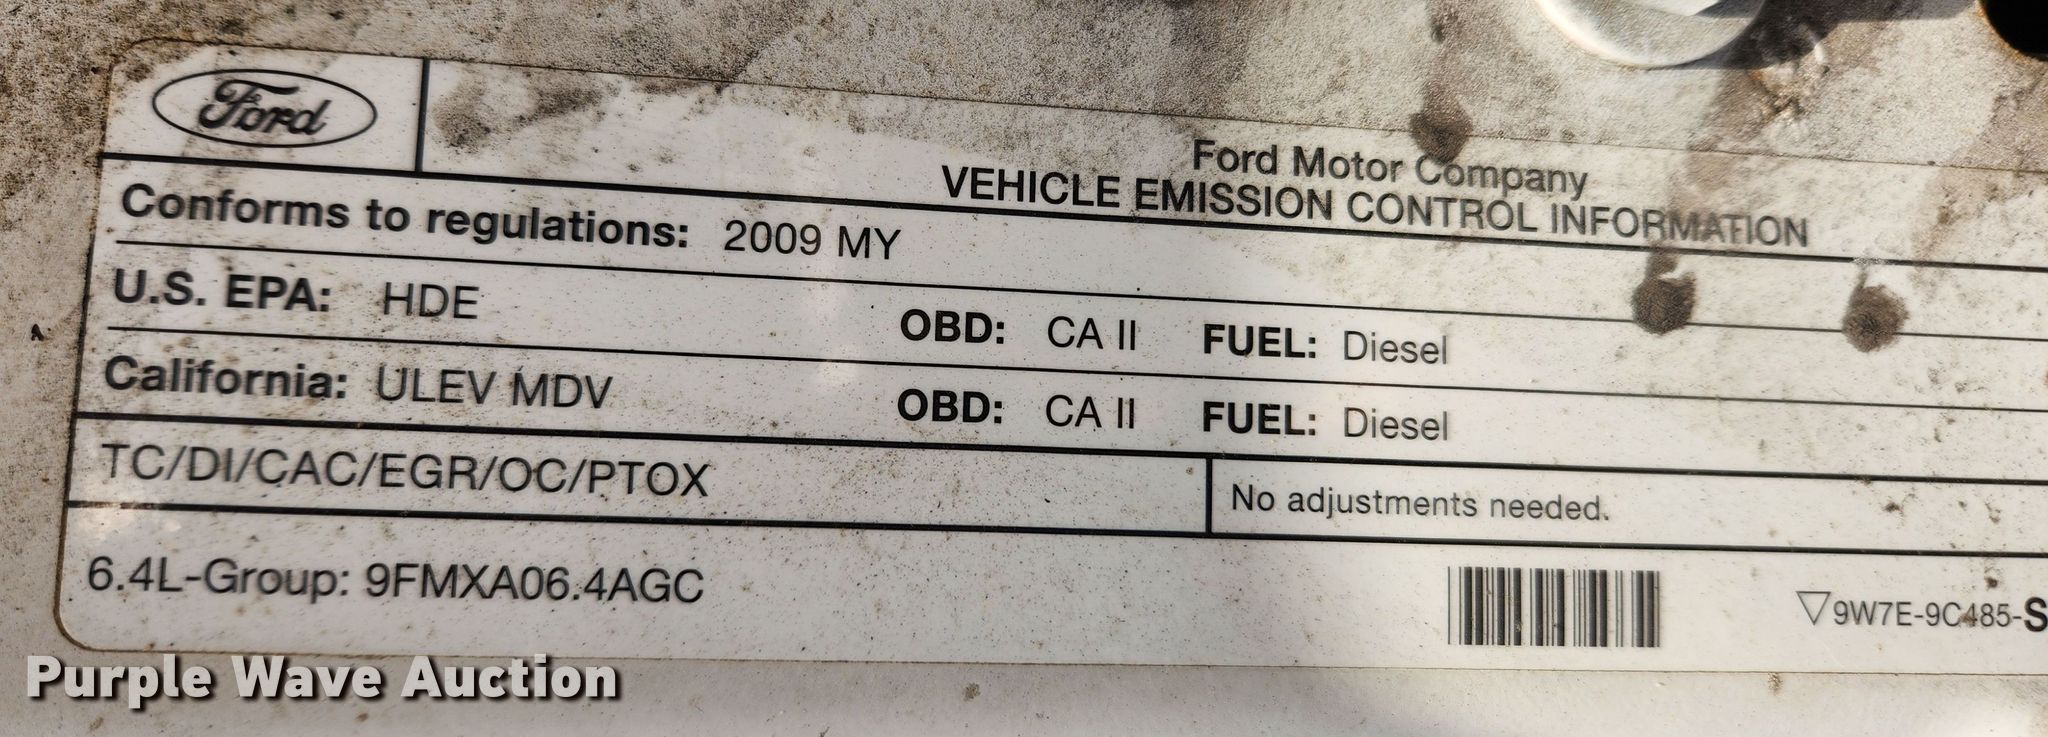 Ford
Ford Motor Company
VEHICLE EMISSION CONTROL INFORMATION
Conforms to regulations: 2009 MY
U.S. EPA: HDE OBD: CA II FUEL: Diesel
California: ULEV MDV OBD: CA II FUEL: Diesel
TC/DI/CAC/EGR/OC/PTOX No adjustments needed.
6.4L-Group: 9FMXA06.4AGC
▽9W7E-9C485-S
Purple Wave Auction